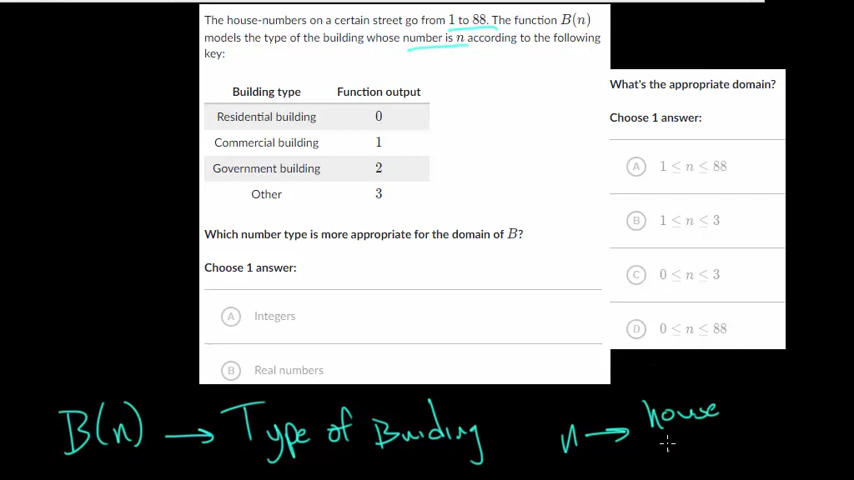 The house-numbers on a certain street go from 1 to 88. The function B(n)
models the type of the building whose number is n according to the following
key:
Building type Function output
Residential building 0
Commercial building 1
Government building 2
Other 3
Which number type is more appropriate for the domain of B?
Choose 1 answer:
A Integers
B Real numbers
What's the appropriate domain?
Choose 1 answer:
A 1 ≤ n ≤ 88
B 1 ≤ n ≤ 3
C 0 ≤ n ≤ 3
D 0 ≤ n ≤ 88
B(n) → Type of Building
n → house